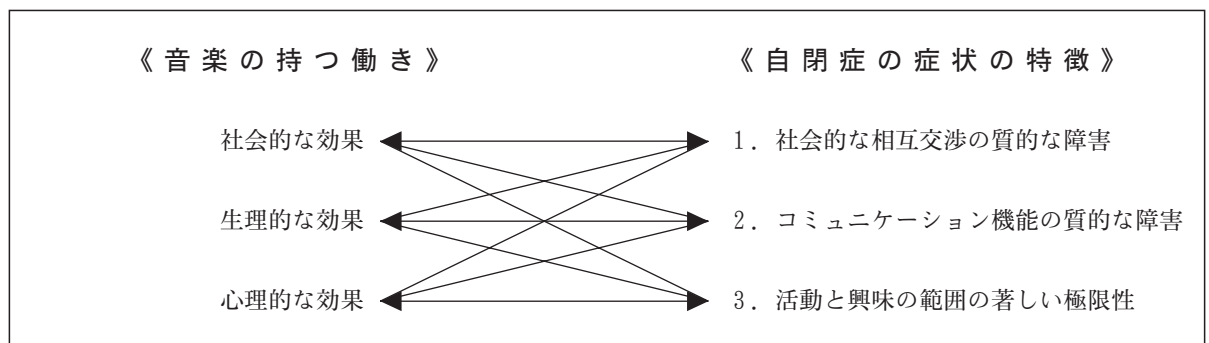 《音楽の持つ働き》
《自閉症の症状の特徴》
社会的な効果
1．社会的な相互交渉の質的な障害
生理的な効果
2．コミュニケーション機能の質的な障害
心理的な効果
3．活動と興味の範囲の著しい極限性